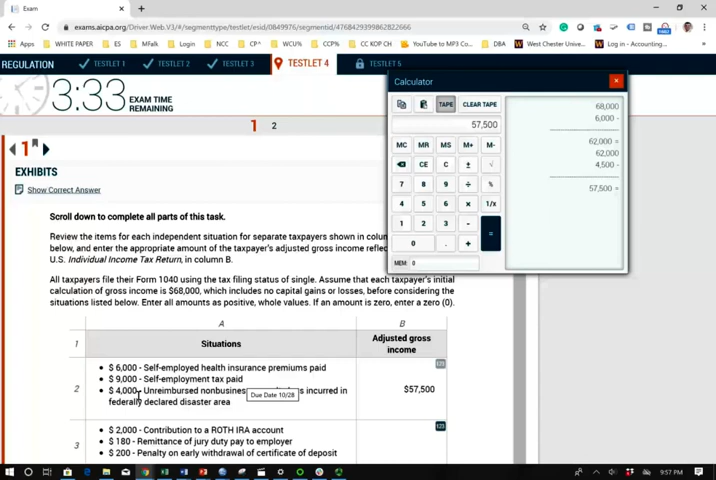 Exam
exams.aicpa.org/Driver.Web.V3/#/segmenttype/testlet/esid/0849976/segmentid/4768429399862822666
Apps WHITE PAPER ES MFalk Login NCC CP^ WCU% CCP% CC KOP CH YouTube to MP3 Co... DBA West Chester Unive... Log in - Accounting...
REGULATION TESTLET 1 TESTLET 2 TESTLET 3 TESTLET 4 TESTLET 5
3:33 EXAM TIME
REMAINING
1 2
1
EXHIBITS
Show Correct Answer
Calculator
TAPE CLEAR TAPE
57,500
MC MR MS M+ M-
CE C ± √
7 8 9 ÷ %
4 5 6 × 1/x
1 2 3 - =
0 . +
MEM: 0
68,000
6,000 -
62,000 =
62,000
4,500 -
57,500 =
Scroll down to complete all parts of this task.
Review the items for each independent situation for separate taxpayers shown in colum
below, and enter the appropriate amount of the taxpayer's adjusted gross income reflec
U.S. Individual Income Tax Return, in column B.
All taxpayers file their Form 1040 using the tax filing status of single. Assume that each taxpayer's initial
calculation of gross income is $68,000, which includes no capital gains or losses, before considering the
situations listed below. Enter all amounts as positive, whole values. If an amount is zero, enter a zero (0).
A B
1 Situations Adjusted gross
income
2
• $ 6,000 - Self-employed health insurance premiums paid
• $ 9,000 - Self-employment tax paid
• $ 4,000 - Unreimbursed nonbusiness incurred in
federally declared disaster area
Due Date 10/28
123
$57,500
3
• $ 2,000 - Contribution to a ROTH IRA account
• $ 180 - Remittance of jury duty pay to employer
• $ 200 - Penalty on early withdrawal of certificate of deposit
123
9:57 PM